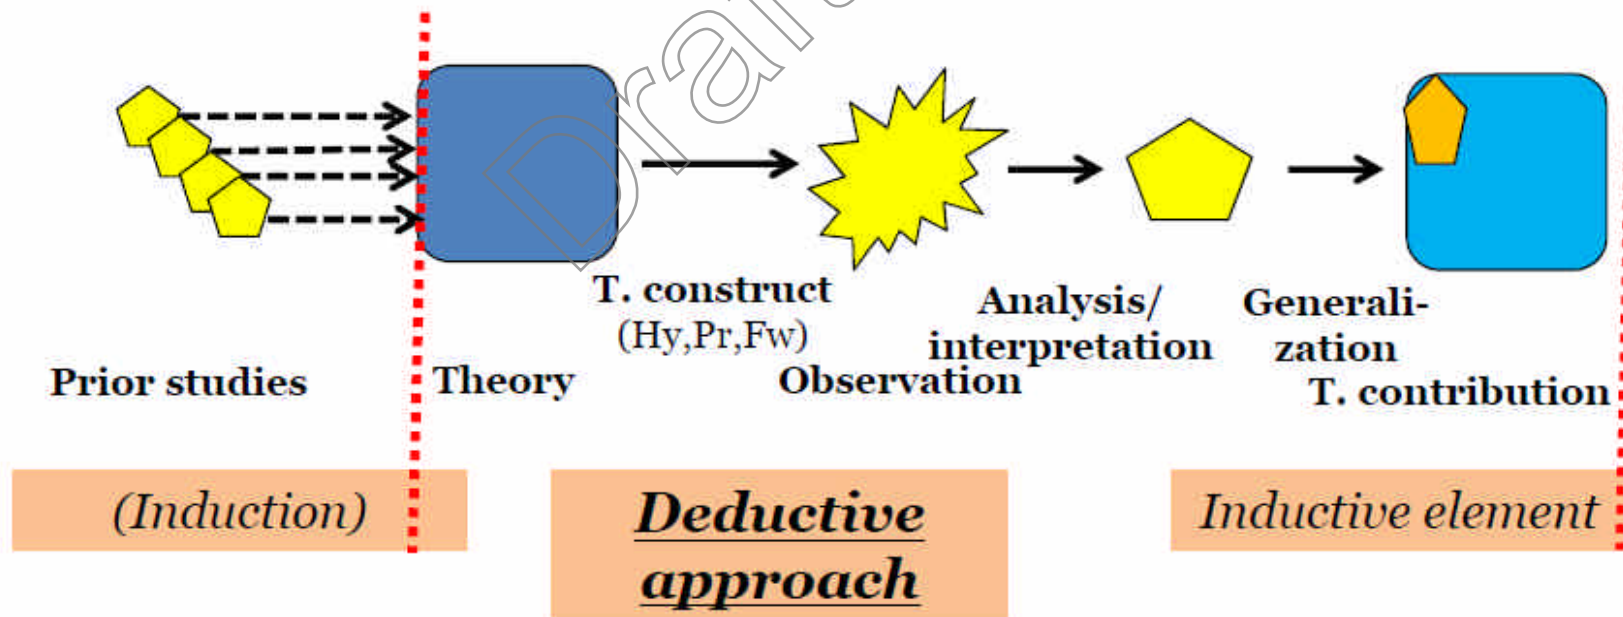 T. construct
(Hy,Pr,Fw)
Analysis/
interpretation
Generali-
zation
Prior studies
Theory
Observation
T. contribution
(Induction)
Deductive
approach
Inductive element